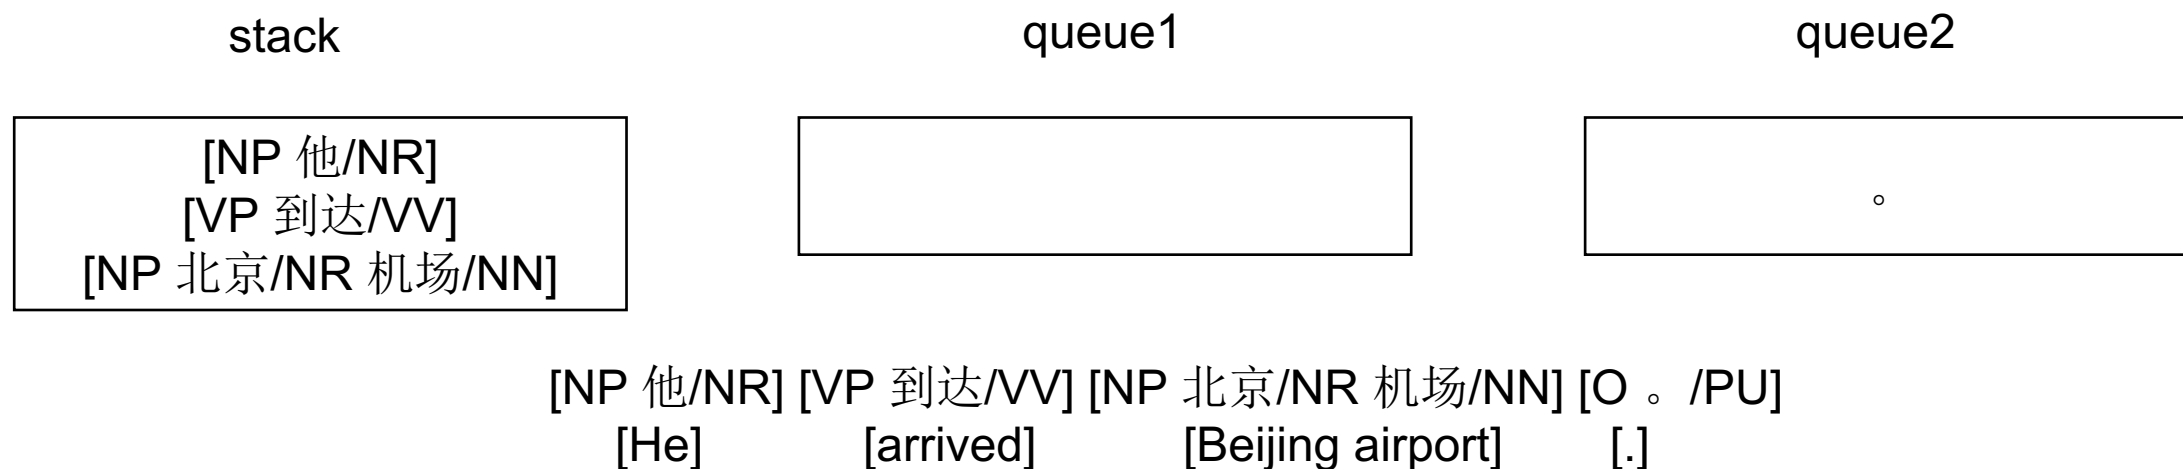 stack
queue1
queue2
[NP 他/NR]
[VP 到达/VV]
[NP 北京/NR 机场/NN]
。
[NP 他/NR] [VP 到达/VV] [NP 北京/NR 机场/NN] [O 。/PU]
[He] [arrived] [Beijing airport] [.]